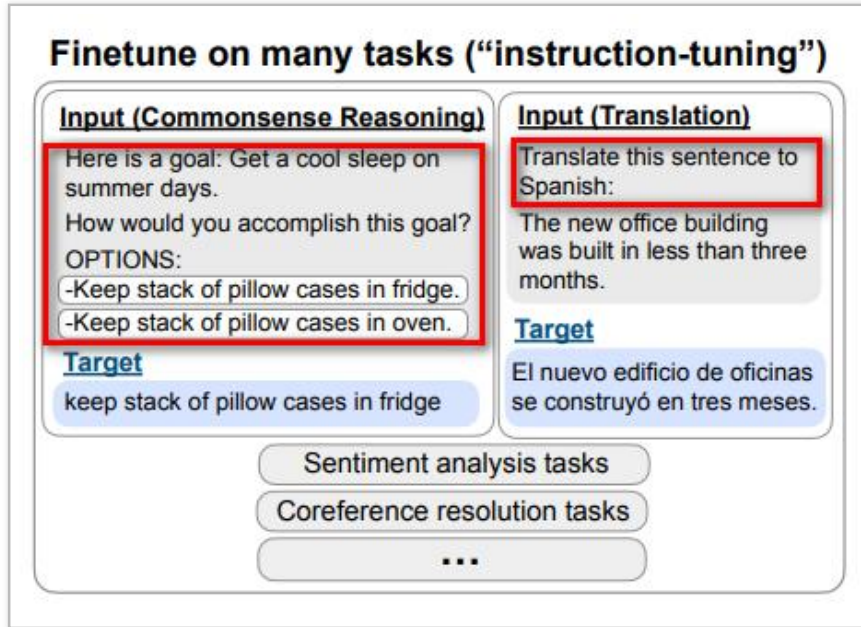 Finetune on many tasks (“instruction-tuning”)
Input (Commonsense Reasoning)
Here is a goal: Get a cool sleep on
summer days.
How would you accomplish this goal?
OPTIONS:
-Keep stack of pillow cases in fridge.
-Keep stack of pillow cases in oven.
Target
keep stack of pillow cases in fridge
Input (Translation)
Translate this sentence to
Spanish:
The new office building
was built in less than three
months.
Target
El nuevo edificio de oficinas
se construyó en tres meses.
Sentiment analysis tasks
Coreference resolution tasks
...